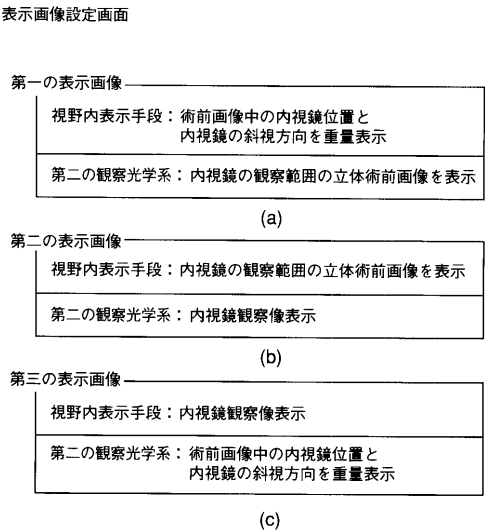 表示画像設定画面
第一の表示画像
視野内表示手段：術前画像中の内視鏡位置と
内視鏡の斜視方向を重量表示
第二の観察光学系：内視鏡の観察範囲の立体術前画像を表示
(a)
第二の表示画像
視野内表示手段：内視鏡の観察範囲の立体術前画像を表示
第二の観察光学系：内視鏡観察像表示
(b)
第三の表示画像
視野内表示手段：内視鏡観察像表示
第二の観察光学系：術前画像中の内視鏡位置と
内視鏡の斜視方向を重量表示
(c)